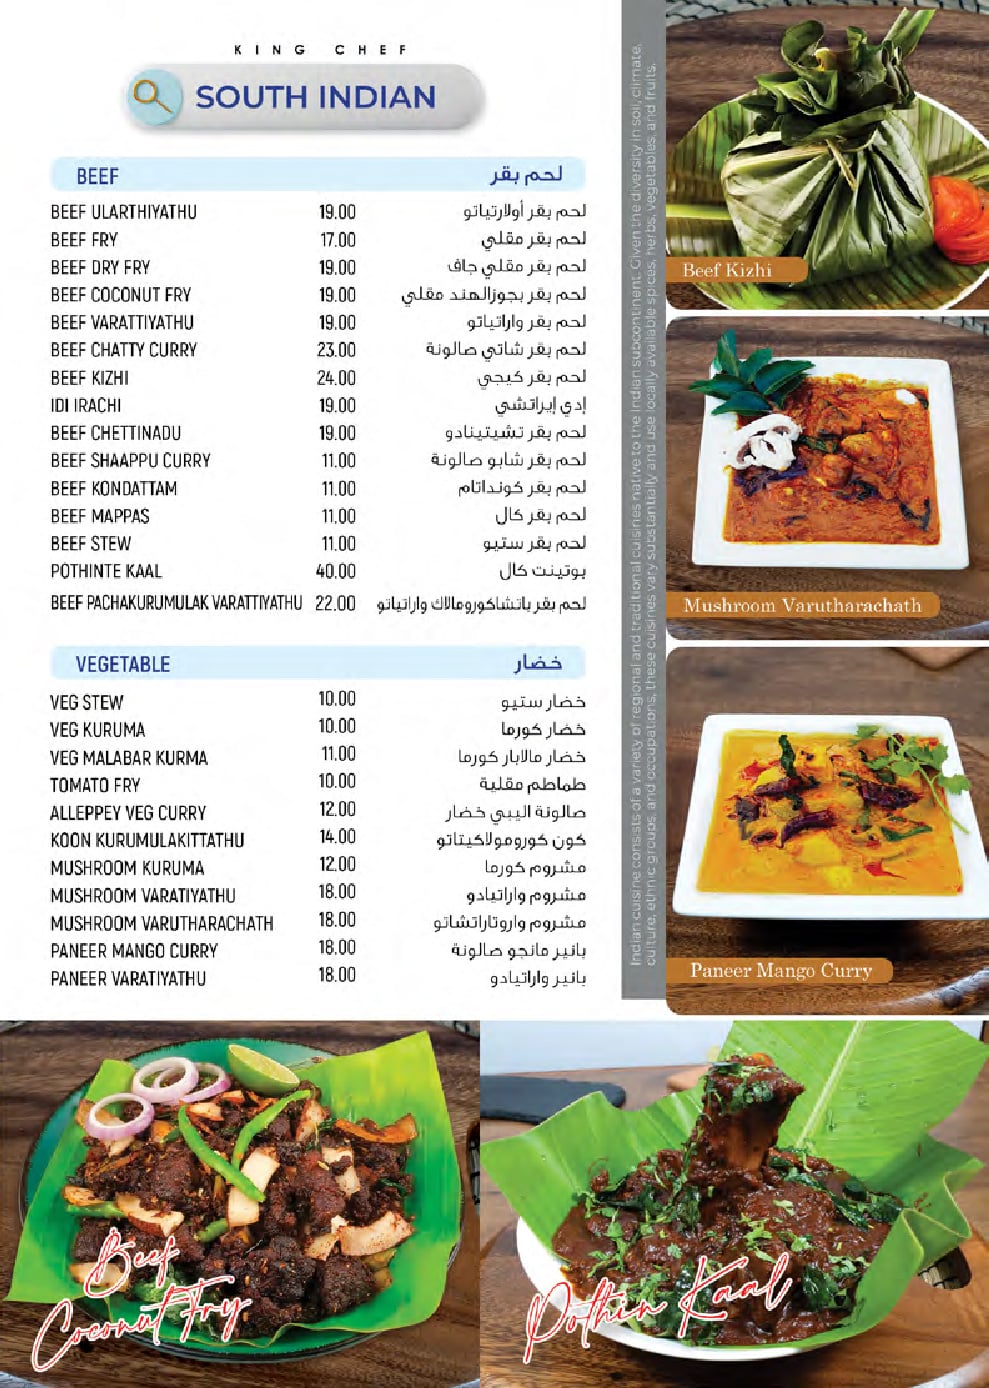 KING CHEF
SOUTH INDIAN
BEEF لحم بقر
BEEF ULARTHIYATHU 19.00 لحم بقر أولارتياتو
BEEF FRY 17.00 لحم بقر مقلي
BEEF DRY FRY 19.00 لحم بقر مقلي جاف
BEEF COCONUT FRY 19.00 لحم بقر بجوزالهند مقلي
BEEF VARATTIYATHU 19.00 لحم بقر واراتياتو
BEEF CHATTY CURRY 23.00 لحم بقر شاتي صالونة
BEEF KIZHI 24.00 لحم بقر كيجي
IDI IRACHI 19.00 إدي إيراتشي
BEEF CHETTINADU 19.00 لحم بقر تشيتينادو
BEEF SHAAPPU CURRY 11.00 لحم بقر شابو صالونة
BEEF KONDATTAM 11.00 لحم بقر كونداتام
BEEF MAPPAS 11.00 لحم بقر كال
BEEF STEW 11.00 لحم بقر ستيو
POTHINTE KAAL 40.00 بوتينت كال
BEEF PACHAKURUMULAK VARATTIYATHU 22.00 لحم بقر باتشاكورومالاك واراتياتو
VEGETABLE خضار
VEG STEW 10.00 خضار ستيو
VEG KURUMA 10.00 خضار كورما
VEG MALABAR KURMA 11.00 خضار مالابار كورما
TOMATO FRY 10.00 طماطم مقلية
ALLEPPEY VEG CURRY 12.00 صالونة اليبي خضار
KOON KURUMULAKITTATHU 14.00 كون كورومولاكيتاتو
MUSHROOM KURUMA 12.00 مشروم كورما
MUSHROOM VARATIYATHU 18.00 مشروم واراتيادو
MUSHROOM VARUTHARACHATH 18.00 مشروم واروتاراتشاتو
PANEER MANGO CURRY 18.00 بانير مانجو صالونة
PANEER VARATIYATHU 18.00 بانير واراتيادو
Indian cuisine consists of a variety of regional and traditional cuisines native to the Indian subcontinent. Given the diversity in soil, climate,
culture, ethnic groups, and occupations, these cuisines vary substantially and use locally available spices, herbs, vegetables, and fruits.
Beef Kizhi
Mushroom Varutharachath
Paneer Mango Curry
Beef
Coconut Fry
Pothin Kaal